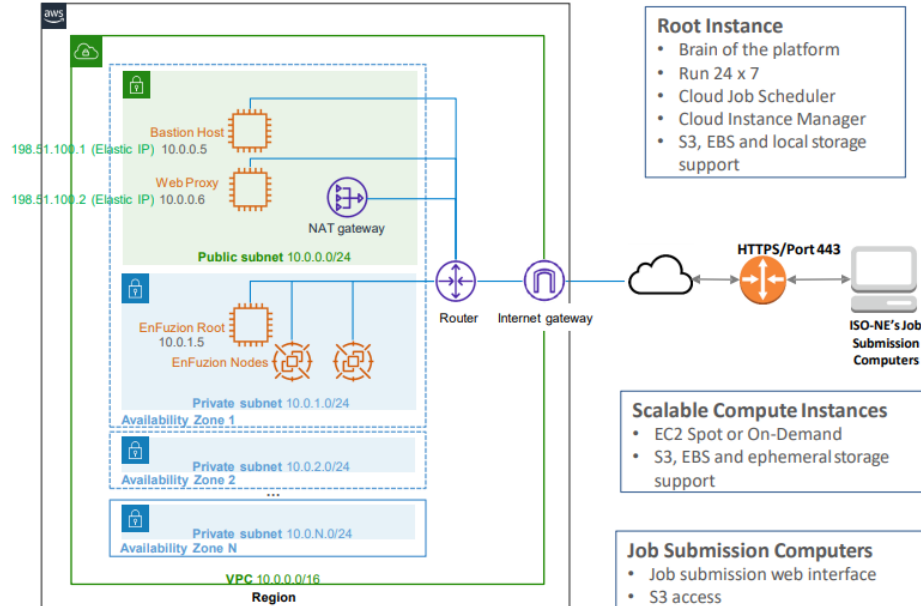 aws
Bastion Host
198.51.100.1 (Elastic IP) 10.0.0.5
Web Proxy
198.51.100.2 (Elastic IP) 10.0.0.6
NAT gateway
Public subnet 10.0.0.0/24
EnFuzion Root
10.0.1.5
EnFuzion Nodes
Private subnet 10.0.1.0/24
Availability Zone 1
Private subnet 10.0.2.0/24
Availability Zone 2
...
Private subnet 10.0.N.0/24
Availability Zone N
VPC 10.0.0.0/16
Region
Router
Internet gateway
HTTPS/Port 443
ISO-NE's Job
Submission
Computers
Root Instance
• Brain of the platform
• Run 24 x 7
• Cloud Job Scheduler
• Cloud Instance Manager
• S3, EBS and local storage
support
Scalable Compute Instances
• EC2 Spot or On-Demand
• S3, EBS and ephemeral storage
support
Job Submission Computers
• Job submission web interface
• S3 access